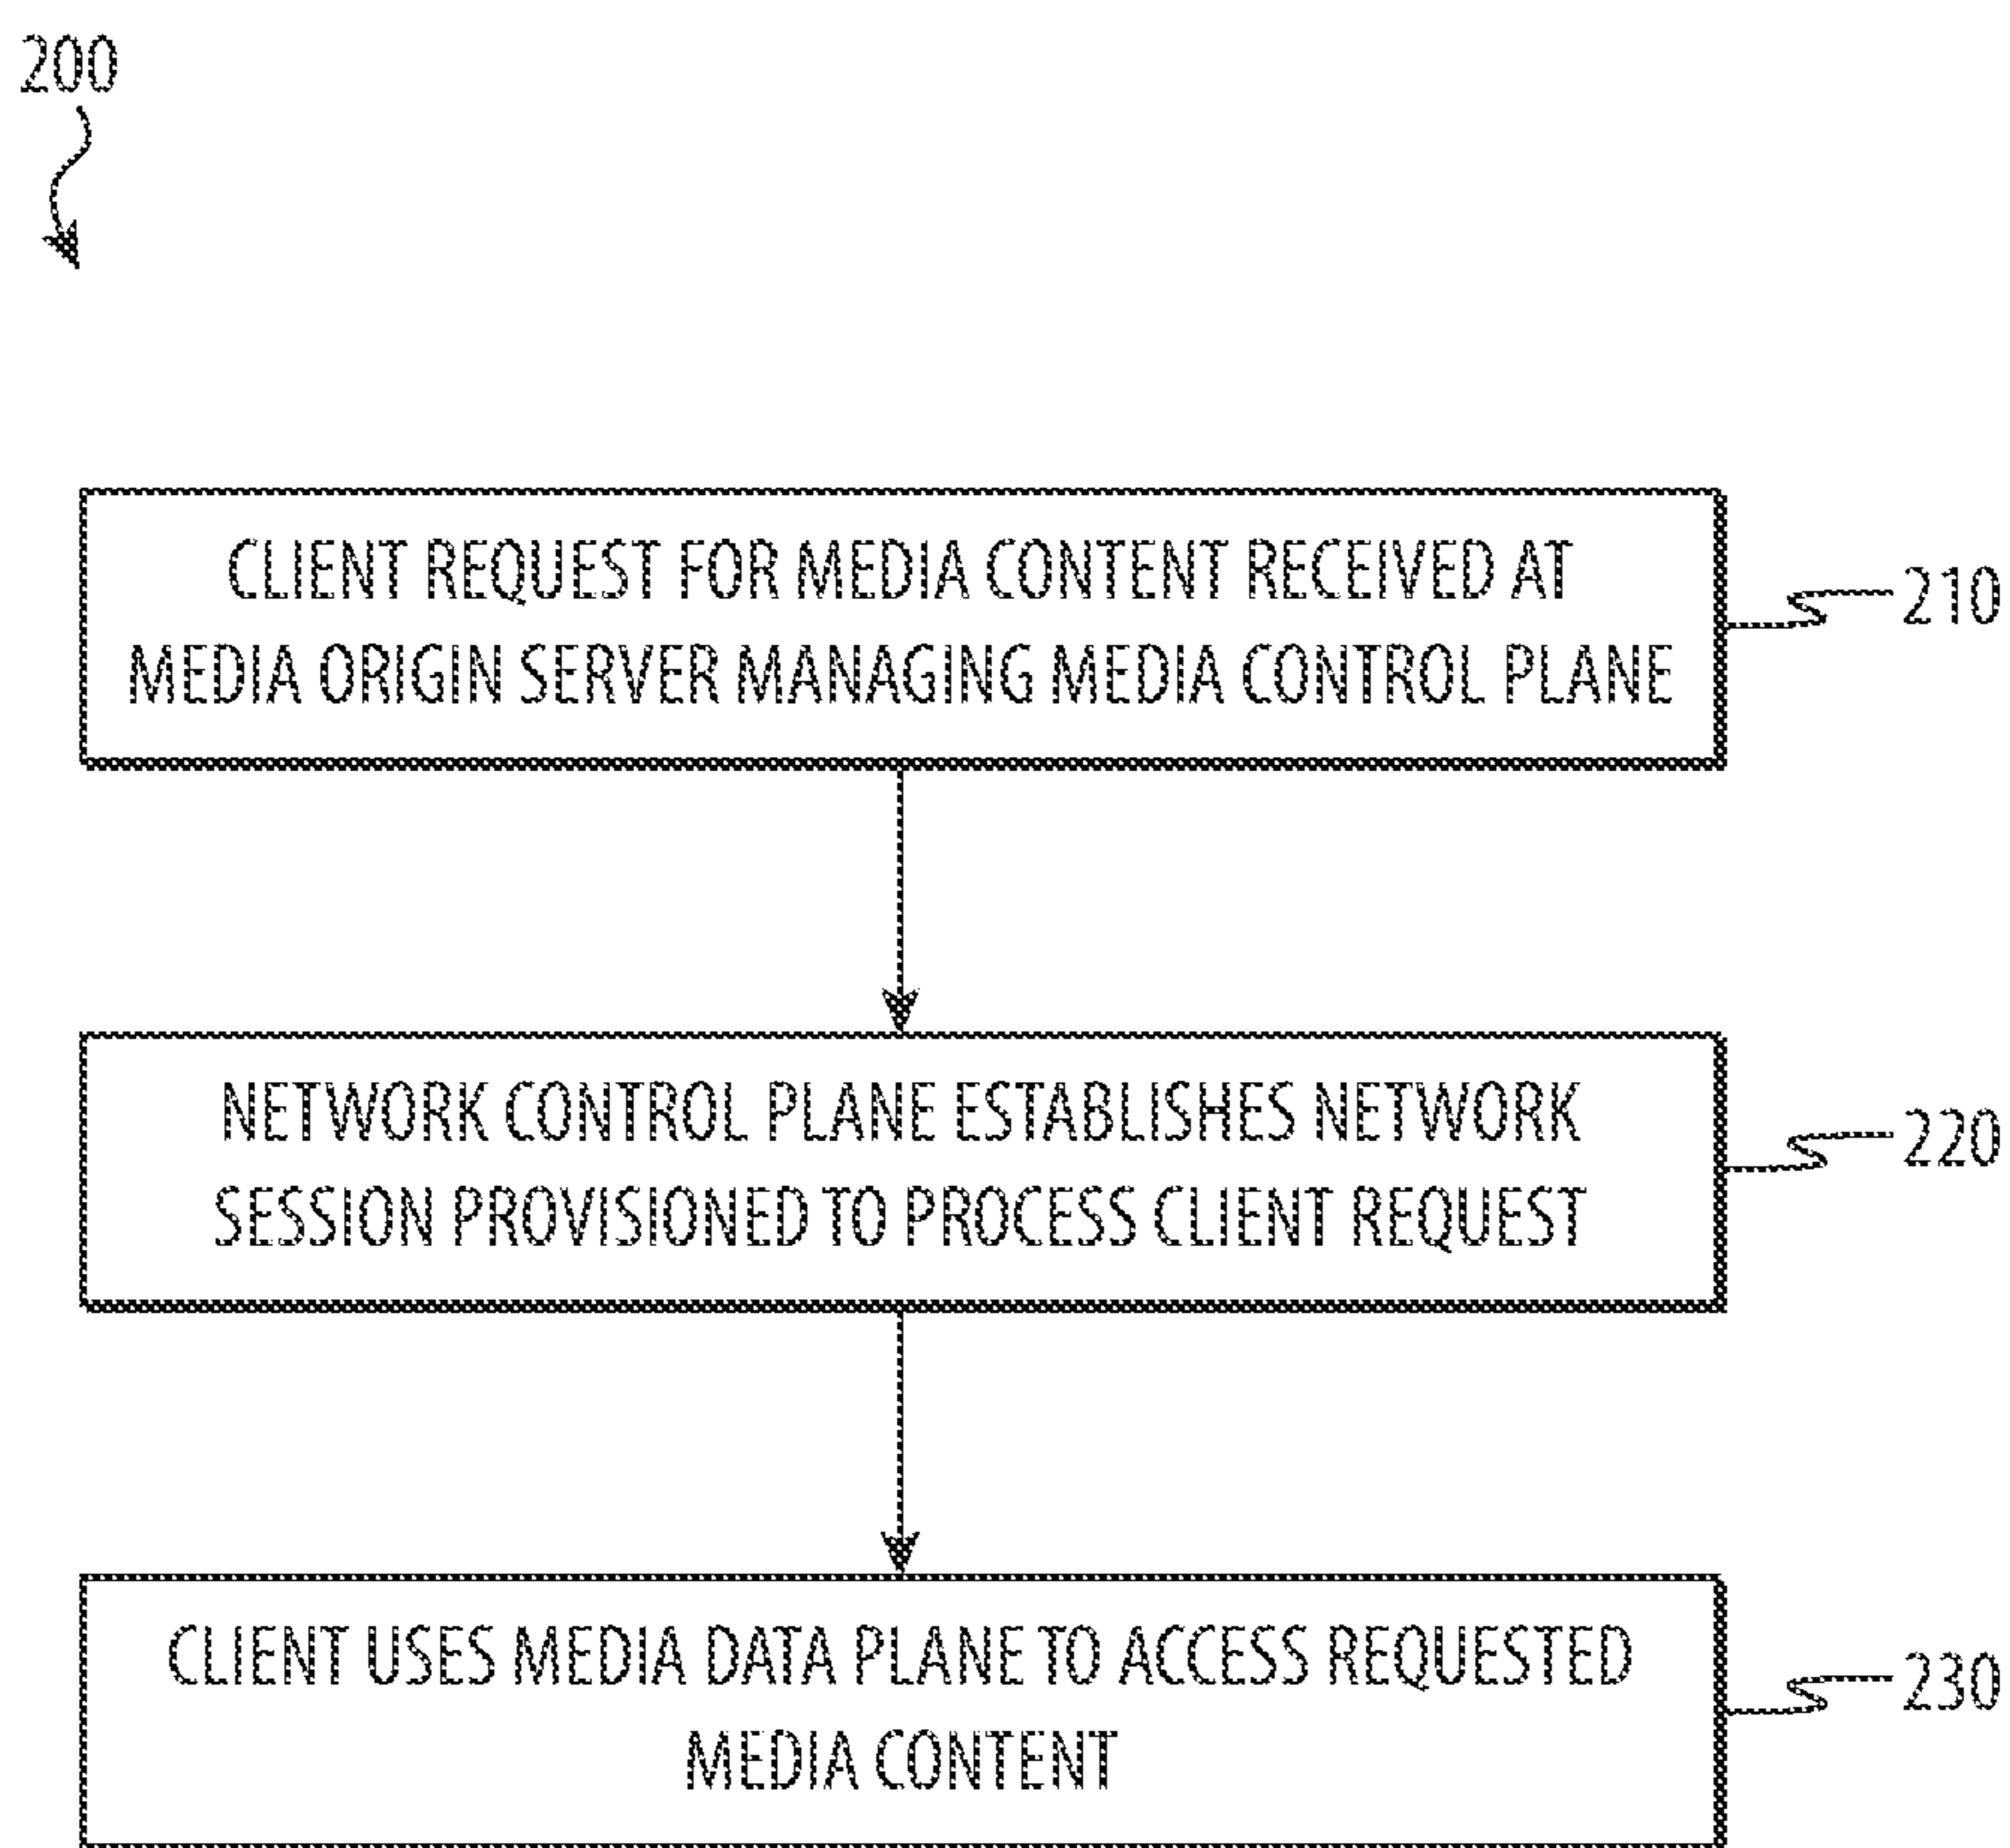 200
CLIENT REQUEST FOR MEDIA CONTENT RECEIVED AT
MEDIA ORIGIN SERVER MANAGING MEDIA CONTROL PLANE
210
NETWORK CONTROL PLANE ESTABLISHES NETWORK
SESSION PROVISIONED TO PROCESS CLIENT REQUEST
220
CLIENT USES MEDIA DATA PLANE TO ACCESS REQUESTED
MEDIA CONTENT
230